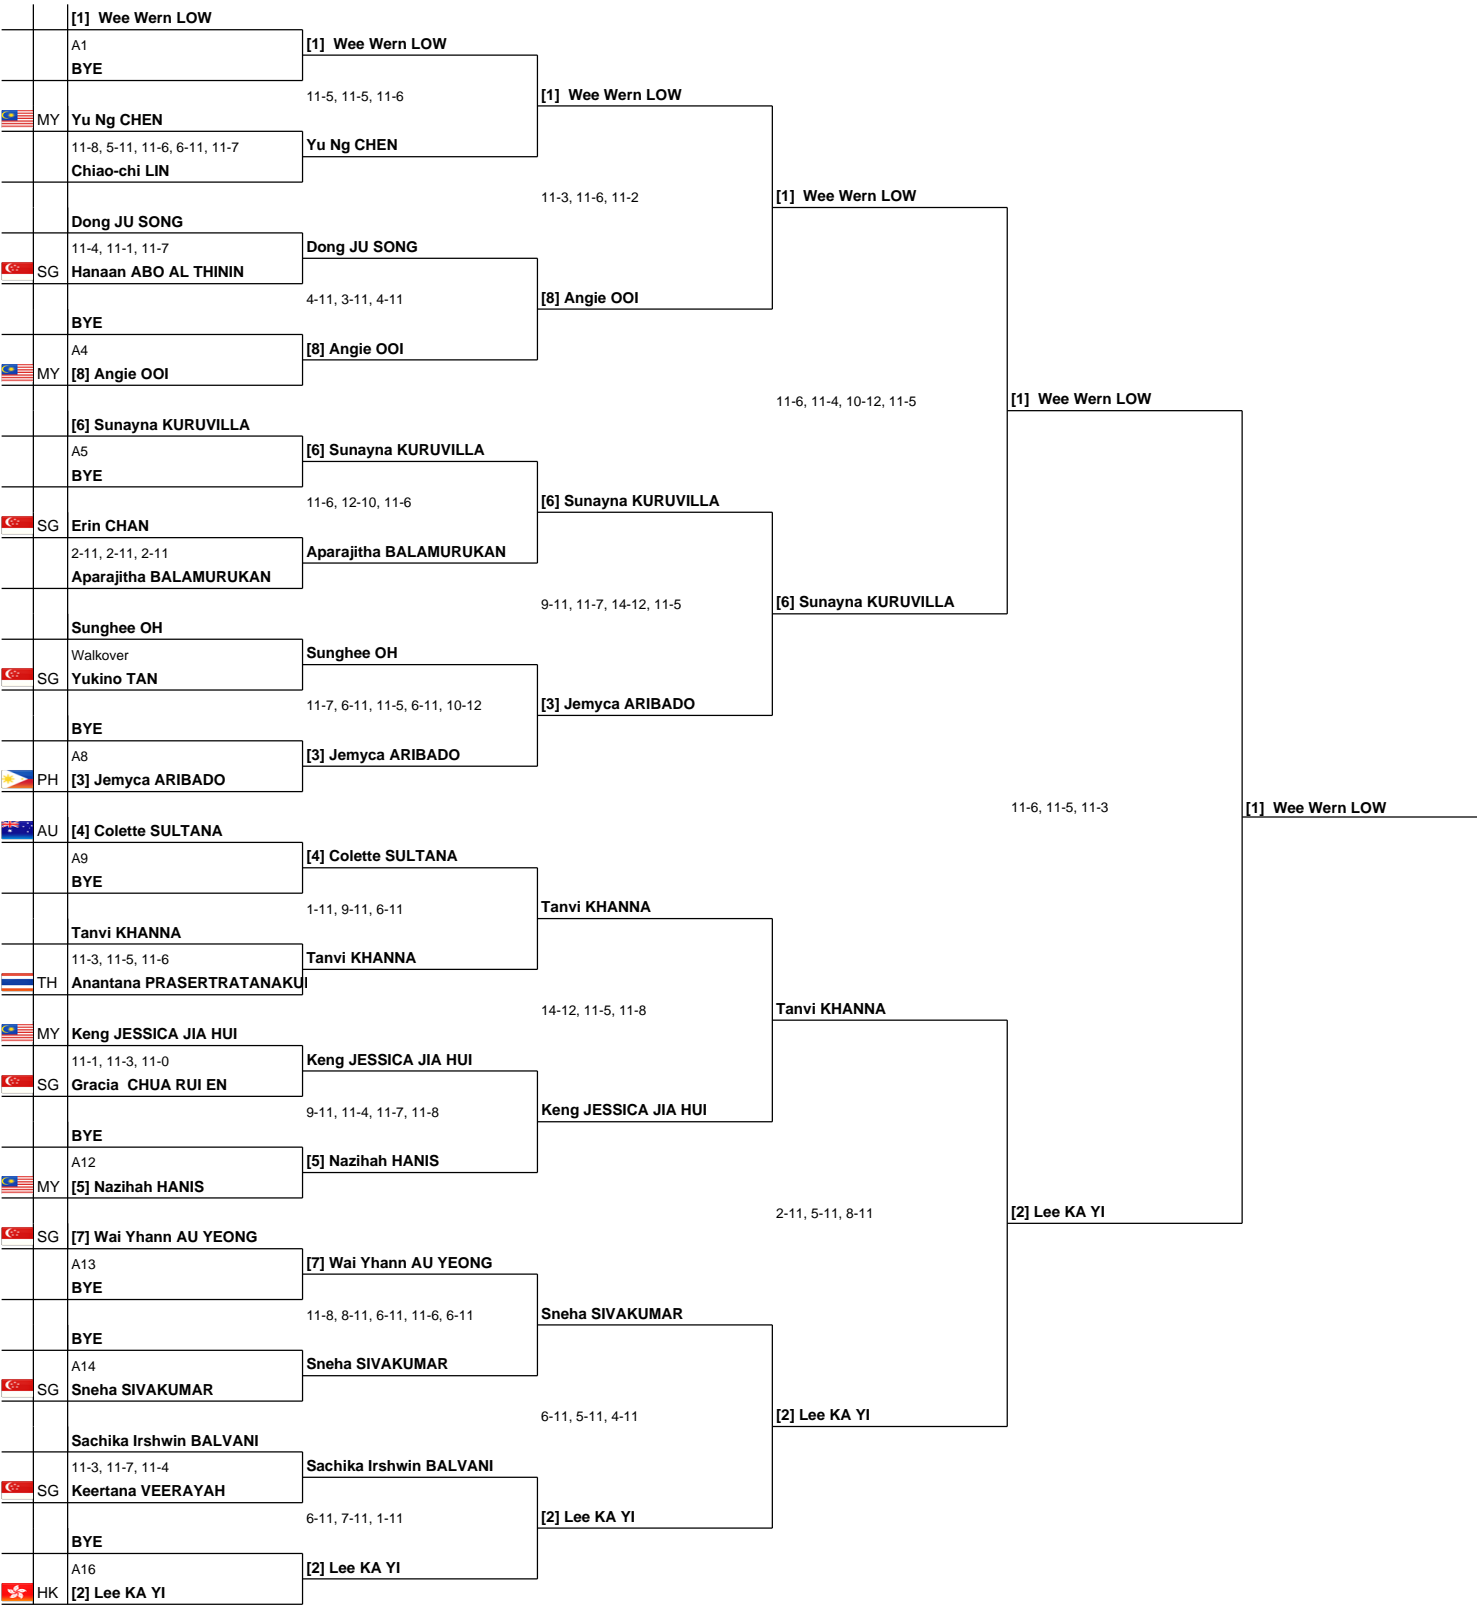 [1]  Wee Wern LOW
A1
BYE
[1]  Wee Wern LOW
11-5, 11-5, 11-6
[1]  Wee Wern LOW
MY Yu Ng CHEN
11-8, 5-11, 11-6, 6-11, 11-7
Yu Ng CHEN
Chiao-chi LIN
11-3, 11-6, 11-2
[1]  Wee Wern LOW
Dong JU SONG
11-4, 11-1, 11-7
Dong JU SONG
SG Hanaan ABO AL THININ
4-11, 3-11, 4-11
[8] Angie OOI
BYE
A4
[8] Angie OOI
MY [8] Angie OOI
11-6, 11-4, 10-12, 11-5
[1]  Wee Wern LOW
[6] Sunayna KURUVILLA
A5
[6] Sunayna KURUVILLA
BYE
11-6, 12-10, 11-6
[6] Sunayna KURUVILLA
SG Erin CHAN
2-11, 2-11, 2-11
Aparajitha BALAMURUKAN
Aparajitha BALAMURUKAN
9-11, 11-7, 14-12, 11-5
[6] Sunayna KURUVILLA
Sunghee OH
Walkover
Sunghee OH
SG Yukino TAN
11-7, 6-11, 11-5, 6-11, 10-12
[3] Jemyca ARIBADO
BYE
A8
[3] Jemyca ARIBADO
PH [3] Jemyca ARIBADO
11-6, 11-5, 11-3
[1]  Wee Wern LOW
AU [4] Colette SULTANA
A9
[4] Colette SULTANA
BYE
1-11, 9-11, 6-11
Tanvi KHANNA
Tanvi KHANNA
11-3, 11-5, 11-6
Tanvi KHANNA
TH Anantana PRASERTRATANAKU
14-12, 11-5, 11-8
Tanvi KHANNA
MY Keng JESSICA JIA HUI
11-1, 11-3, 11-0
Keng JESSICA JIA HUI
SG Gracia  CHUA RUI EN
9-11, 11-4, 11-7, 11-8
Keng JESSICA JIA HUI
BYE
A12
[5] Nazihah HANIS
MY [5] Nazihah HANIS
2-11, 5-11, 8-11
[2] Lee KA YI
SG [7] Wai Yhann AU YEONG
A13
[7] Wai Yhann AU YEONG
BYE
11-8, 8-11, 6-11, 11-6, 6-11
Sneha SIVAKUMAR
BYE
A14
Sneha SIVAKUMAR
SG Sneha SIVAKUMAR
6-11, 5-11, 4-11
[2] Lee KA YI
Sachika Irshwin BALVANI
11-3, 11-7, 11-4
Sachika Irshwin BALVANI
SG Keertana VEERAYAH
6-11, 7-11, 1-11
[2] Lee KA YI
BYE
A16
[2] Lee KA YI
HK [2] Lee KA YI